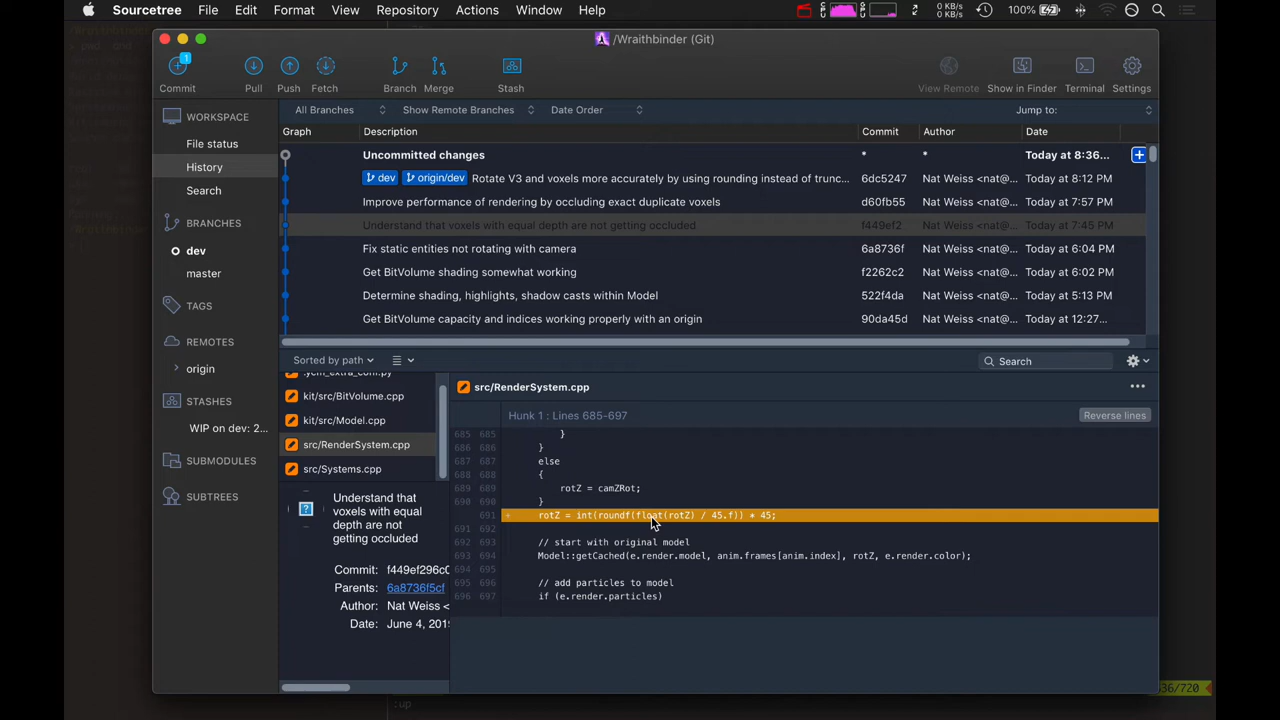 Sourcetree File Edit Format View Repository Actions Window Help
0 KB/s
0 KB/s
100%
/Wraithbinder (Git)
1
Commit Pull Push Fetch Branch Merge Stash View Remote Show in Finder Terminal Settings
WORKSPACE
File status
History
Search
BRANCHES
dev
master
TAGS
REMOTES
origin
STASHES
WIP on dev: 2...
SUBMODULES
SUBTREES
All Branches Show Remote Branches Date Order Jump to:
Graph Description Commit Author Date
Uncommitted changes * * Today at 8:36...
dev origin/dev Rotate V3 and voxels more accurately by using rounding instead of trunc... 6dc5247 Nat Weiss <nat@... Today at 8:12 PM
Improve performance of rendering by occluding exact duplicate voxels d60fb55 Nat Weiss <nat@... Today at 7:57 PM
Understand that voxels with equal depth are not getting occluded f449ef2 Nat Weiss <nat@... Today at 7:45 PM
Fix static entities not rotating with camera 6a8736f Nat Weiss <nat@... Today at 6:04 PM
Get BitVolume shading somewhat working f2262c2 Nat Weiss <nat@... Today at 6:02 PM
Determine shading, highlights, shadow casts within Model 522f4da Nat Weiss <nat@... Today at 5:13 PM
Get BitVolume capacity and indices working properly with an origin 90da45d Nat Weiss <nat@... Today at 12:27...
Sorted by path
Search
.ycm_extra_conf.py
kit/src/BitVolume.cpp
kit/src/Model.cpp
src/RenderSystem.cpp
src/Systems.cpp
Understand that
voxels with equal
depth are not
getting occluded
Commit: f449ef296c0
Parents: 6a8736f5cf
Author: Nat Weiss <
Date: June 4, 2019
src/RenderSystem.cpp
Hunk 1 : Lines 685-697
Reverse lines
685 685 }
686 686 }
687 687 else
688 688 {
689 689 rotZ = camZRot;
690 690 }
691 + rotZ = int(roundf(float(rotZ) / 45.f)) * 45;
691 692
692 693 // start with original model
693 694 Model::getCached(e.render.model, anim.frames[anim.index], rotZ, e.render.color);
694 695
695 696 // add particles to model
696 697 if (e.render.particles)
36/720
:up